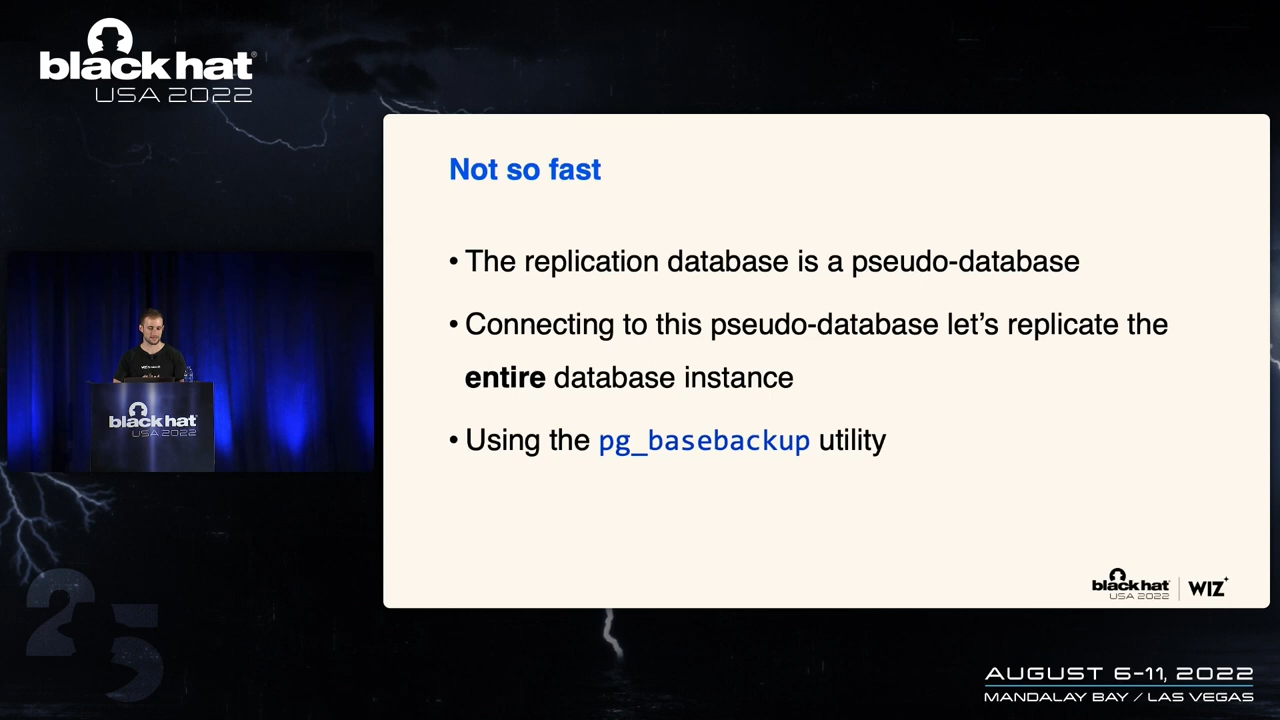 black hat
USA 2022
Not so fast
• The replication database is a pseudo-database
• Connecting to this pseudo-database let's replicate the
entire database instance
• Using the pg_basebackup utility
black hat
USA 2022
black hat
USA 2022
WIZ
25
AUGUST 6-11, 2022
MANDALAY BAY / LAS VEGAS